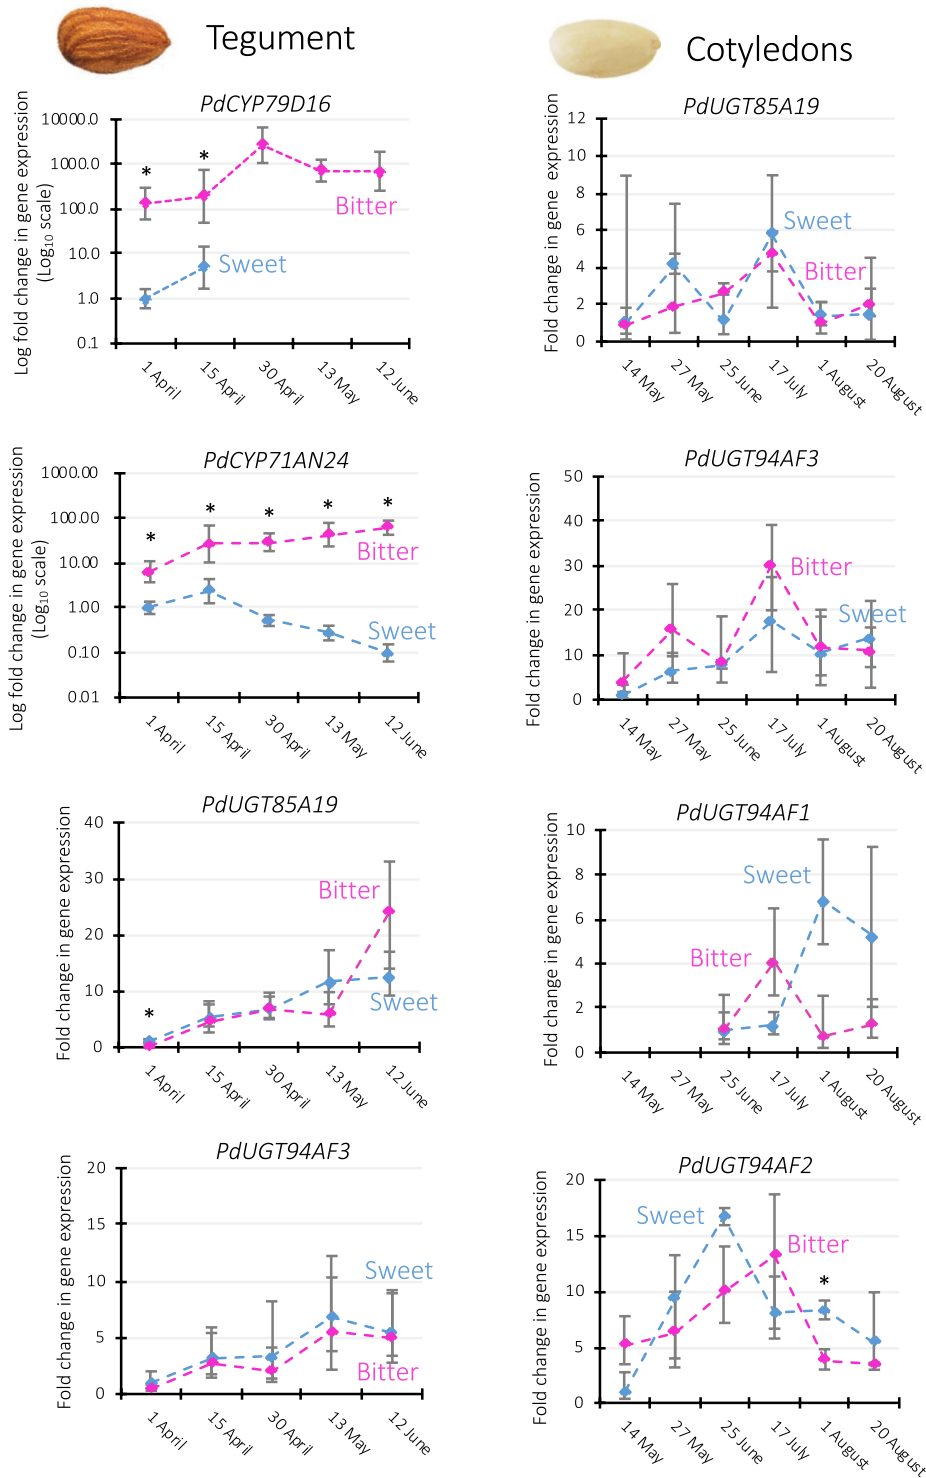 Tegument
PdCYP79D16
Log fold change in gene expression
(Log₁₀ scale)
10000.0
1000.0
100.0
10.0
1.0
0.1
*
*
Bitter
Sweet
1 April
15 April
30 April
13 May
12 June
PdCYP71AN24
Log fold change in gene expression
(Log₁₀ scale)
1000.00
100.00
10.00
1.00
0.10
0.01
*
*
*
*
*
Bitter
Sweet
1 April
15 April
30 April
13 May
12 June
PdUGT85A19
Fold change in gene expression
40
30
20
10
0
*
Bitter
Sweet
1 April
15 April
30 April
13 May
12 June
PdUGT94AF3
Fold change in gene expression
20
15
10
5
0
Sweet
Bitter
1 April
15 April
30 April
13 May
12 June
Cotyledons
PdUGT85A19
Fold change in gene expression
12
10
8
6
4
2
0
Sweet
Bitter
14 May
27 May
25 June
17 July
1 August
20 August
PdUGT94AF3
Fold change in gene expression
50
40
30
20
10
0
Bitter
Sweet
14 May
27 May
25 June
17 July
1 August
20 August
PdUGT94AF1
Fold change in gene expression
10
8
6
4
2
0
Sweet
Bitter
14 May
27 May
25 June
17 July
1 August
20 August
PdUGT94AF2
Fold change in gene expression
20
15
10
5
0
Sweet
Bitter
*
14 May
27 May
25 June
17 July
1 August
20 August